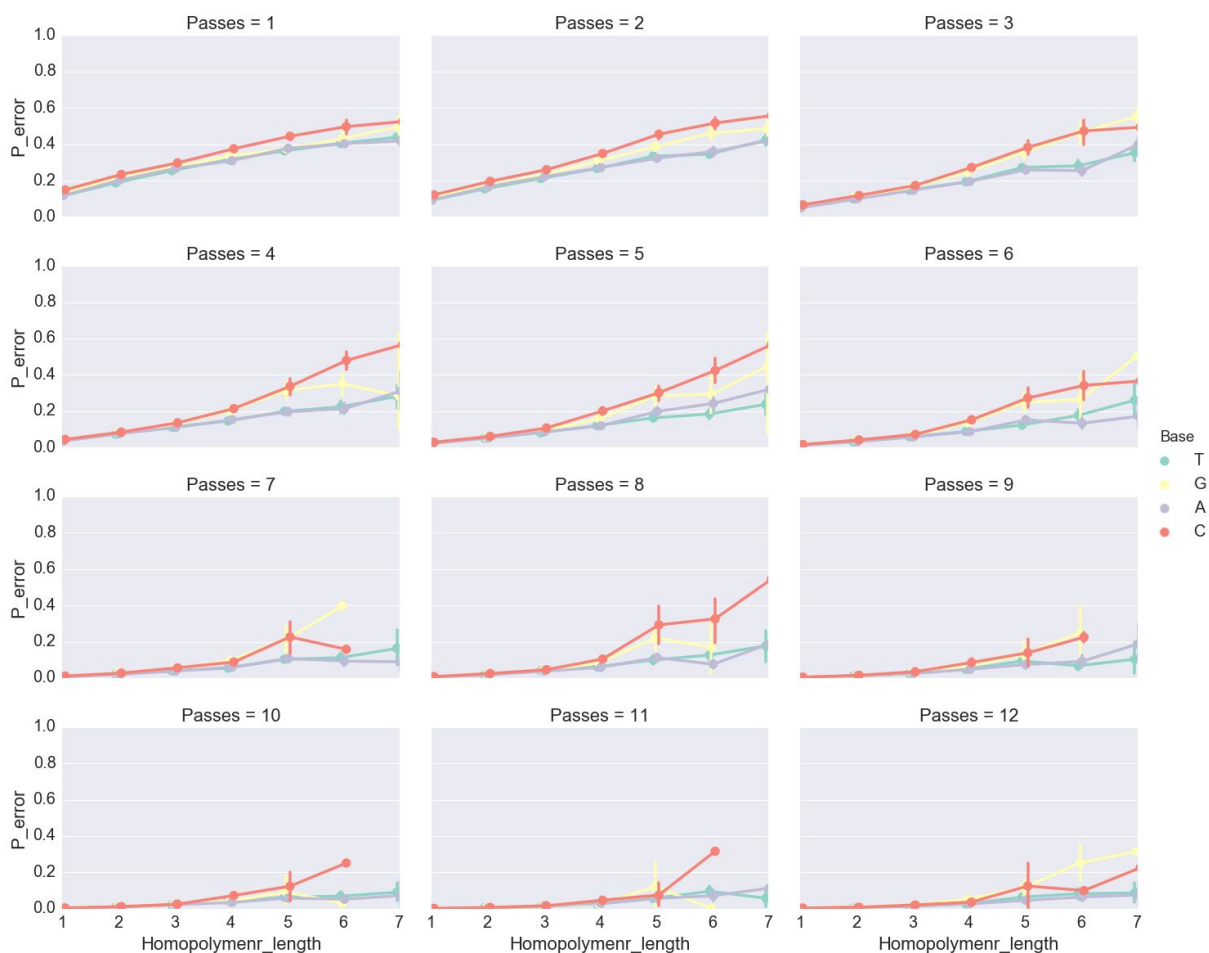 Passes = 1
Passes = 2
Passes = 3
1.0
0.8
0.6
0.4
0.2
0.0
P_error
Passes = 4
Passes = 5
Passes = 6
1.0
0.8
0.6
0.4
0.2
0.0
P_error
Base
T
G
A
C
Passes = 7
Passes = 8
Passes = 9
1.0
0.8
0.6
0.4
0.2
0.0
P_error
Passes = 10
Passes = 11
Passes = 12
1.0
0.8
0.6
0.4
0.2
0.0
P_error
1 2 3 4 5 6 7
1 2 3 4 5 6 7
1 2 3 4 5 6 7
Homopolymenr_length
Homopolymenr_length
Homopolymenr_length